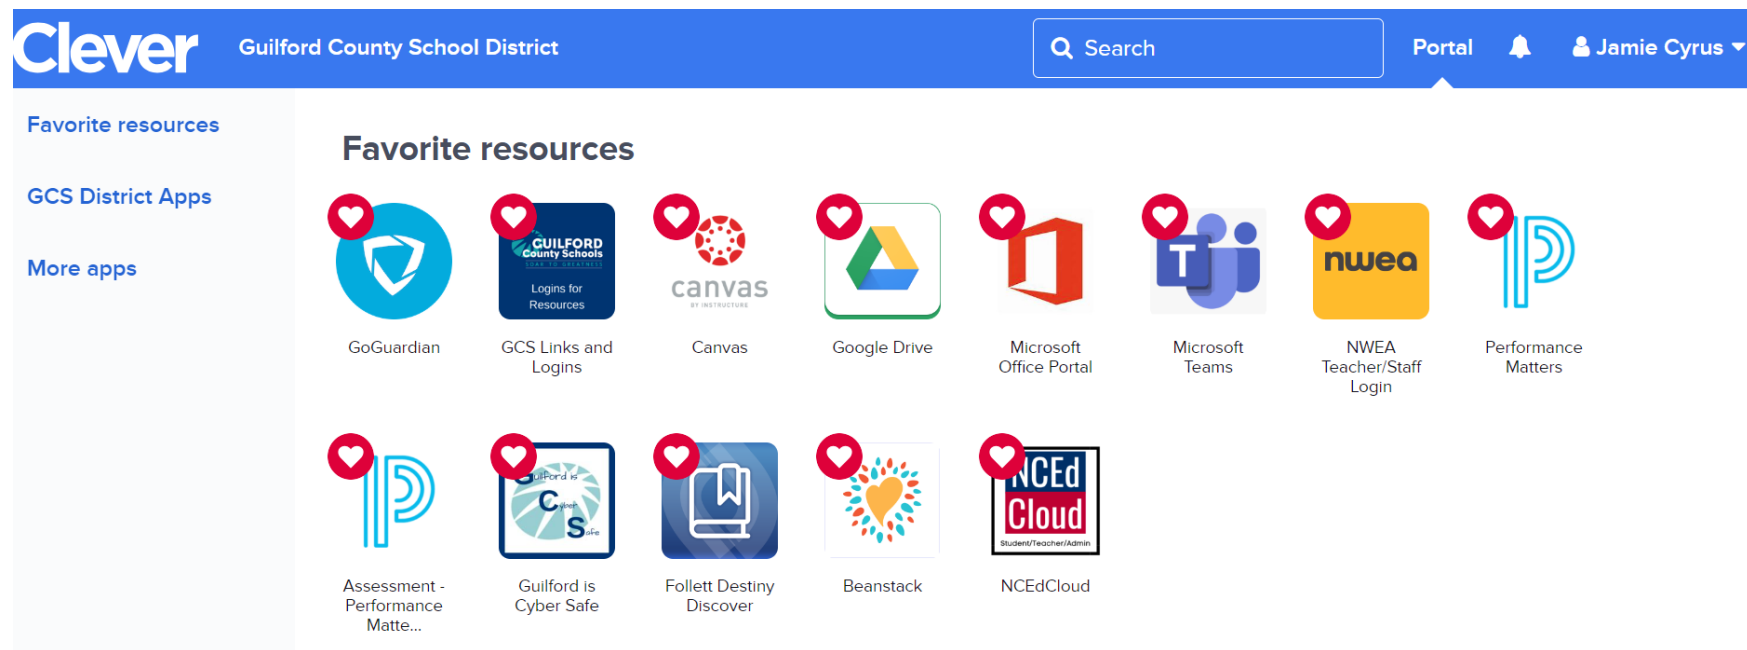 Clever
Guilford County School District
Search
Portal
Jamie Cyrus
Favorite resources
GCS District Apps
More apps
Favorite resources
GUILFORD
County Schools
SOAR TO GREATNESS
Logins for
Resources
canvas
BY INSTRUCTURE
T
nwea
GoGuardian
GCS Links and
Logins
Canvas
Google Drive
Microsoft
Office Portal
Microsoft
Teams
NWEA
Teacher/Staff
Login
Performance
Matters
Guilford is
Cyber
Safe
NCEd
Cloud
Student/Teacher/Admin
Assessment -
Performance
Matte...
Guilford is
Cyber Safe
Follett Destiny
Discover
Beanstack
NCEdCloud